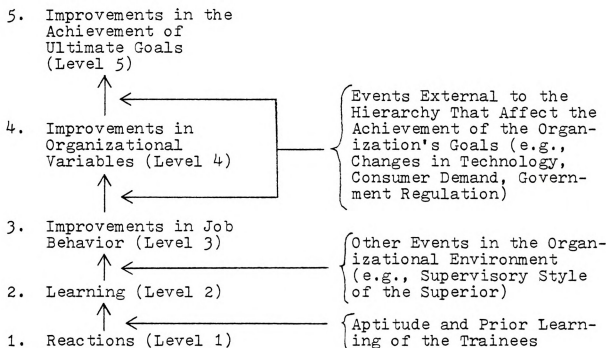 5. Improvements in the
Achievement of
Ultimate Goals
(Level 5)
Events External to the
Hierarchy That Affect the
Achievement of the Organ-
ization's Goals (e.g.,
Changes in Technology,
Consumer Demand, Govern-
ment Regulation)
4. Improvements in
Organizational
Variables (Level 4)
3. Improvements in Job
Behavior (Level 3)
Other Events in the Organ-
izational Environment
(e.g., Supervisory Style
of the Superior)
2. Learning (Level 2)
Aptitude and Prior Learn-
ing of the Trainees
1. Reactions (Level 1)